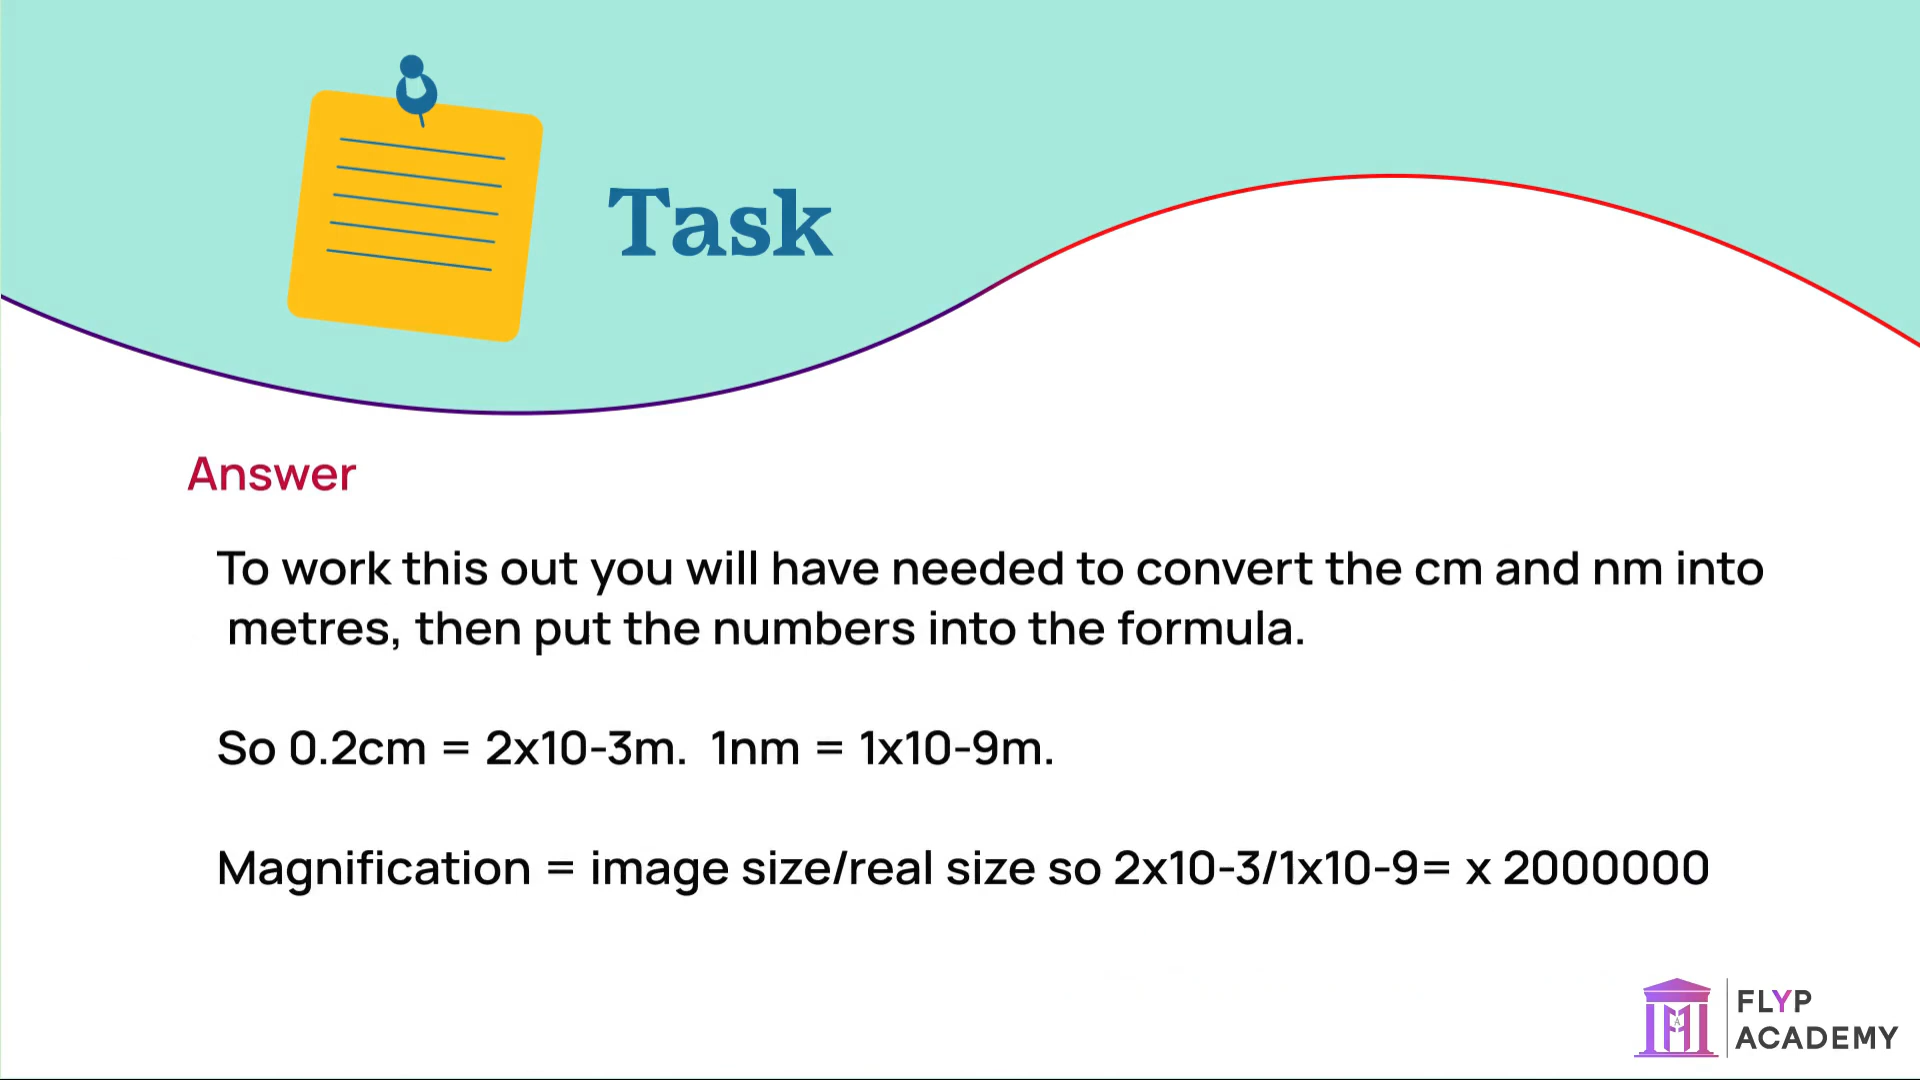 Task
Answer
To work this out you will have needed to convert the cm and nm into
metres, then put the numbers into the formula.
So 0.2cm = 2x10-3m. 1nm = 1x10-9m.
Magnification = image size/real size so 2x10-3/1x10-9= x 2000000
FLYP
ACADEMY